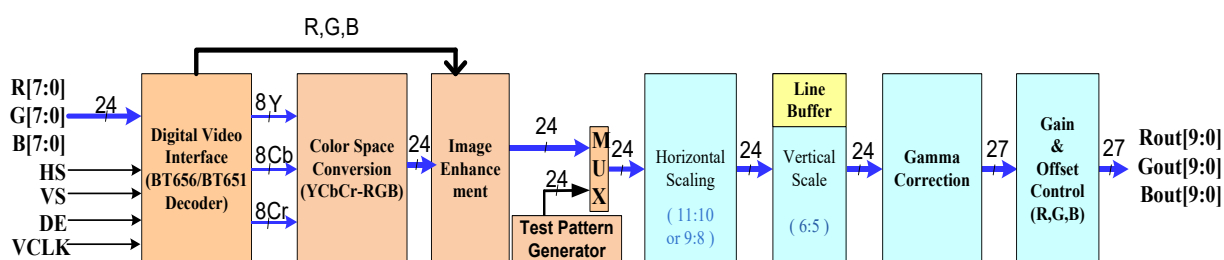 R,G,B
R[7:0]
G[7:0]
B[7:0]
24
HS
VS
DE
VCLK
Digital Video
Interface
(BT656/BT651
Decoder)
8Y
8Cb
8Cr
Color Space
Conversion
(YCbCr-RGB)
24
Image
Enhance
ment
24
24
Test Pattern
Generator
M
U
X
24
Horizontal
Scaling
( 11:10
or 9:8 )
24
Line
Buffer
Vertical
Scale
( 6:5 )
24
Gamma
Correction
27
Gain
&
Offset
Control
(R,G,B)
27
Rout[9:0]
Gout[9:0]
Bout[9:0]